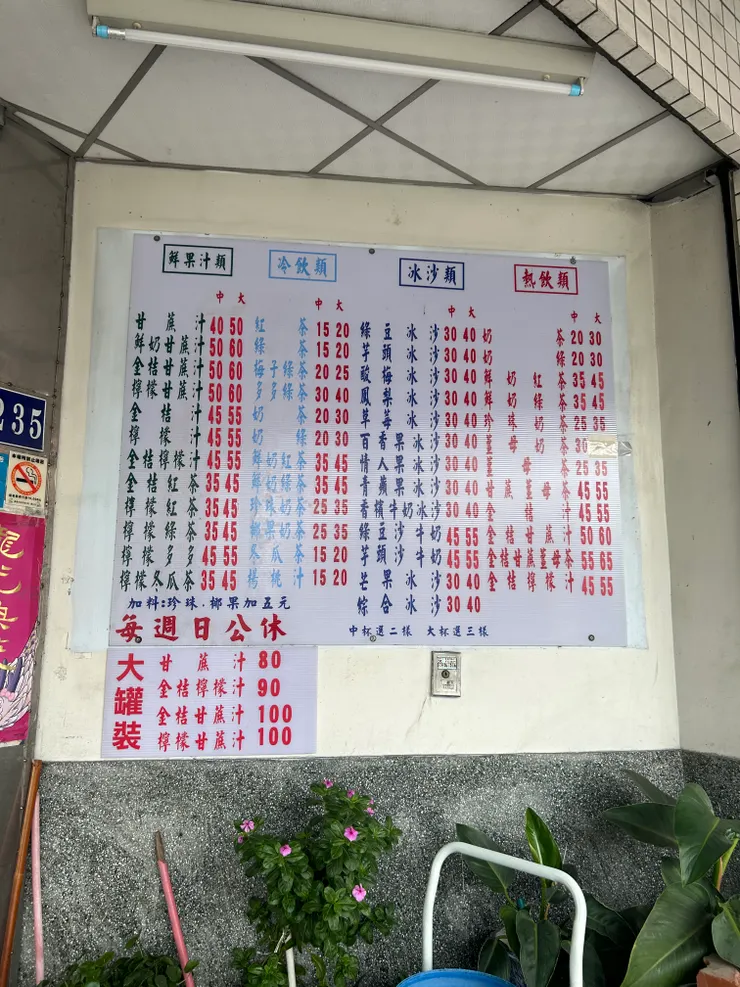 鮮果汁類
中 大
甘蔗汁 40 50
鮮奶甘蔗汁 50 60
金桔甘蔗汁 50 60
檸檬甘蔗汁 50 60
金桔汁 45 55
檸檬汁 45 55
金桔檸檬汁 45 55
金桔紅茶 35 45
檸檬紅茶 35 45
檸檬綠茶 35 45
檸檬多多 45 55
檸檬冬瓜茶 35 45
冷飲類
中 大
紅茶 15 20
綠茶 15 20
梅子綠茶 20 25
多多綠茶 30 40
奶茶 20 30
奶綠 20 30
鮮奶紅茶 35 45
鮮奶綠茶 35 45
珍珠奶茶 25 35
椰果奶茶 25 35
冬瓜茶 15 20
楊桃汁 15 20
冰沙類
中 大
綠豆冰沙 30 40
芋頭冰沙 30 40
酸梅冰沙 30 40
鳳梨冰沙 30 40
草莓冰沙 30 40
百香果冰沙 30 40
情人果冰沙 30 40
青蘋果冰沙 30 40
香橫牛奶冰沙 30 40
綠豆沙牛奶 45 55
芋頭沙牛奶 45 55
芒果冰沙 30 40
綜合冰沙 30 40
中杯選二樣 大杯選三樣
熱飲類
中 大
奶茶 20 30
奶綠 20 30
鮮奶紅茶 35 45
鮮奶綠茶 35 45
珍珠奶茶 25 35
薑母奶茶 30
薑母茶 25 35
甘蔗薑母茶 45 55
金桔汁 45 55
金桔甘蔗汁 50 60
金桔甘蔗薑母茶 55 65
金桔檸檬汁 45 55
加料:珍珠.椰果加五元
每週日公休
大罐裝
甘蔗汁 80
金桔檸檬汁 90
金桔甘蔗汁 100
檸檬甘蔗汁 100
235